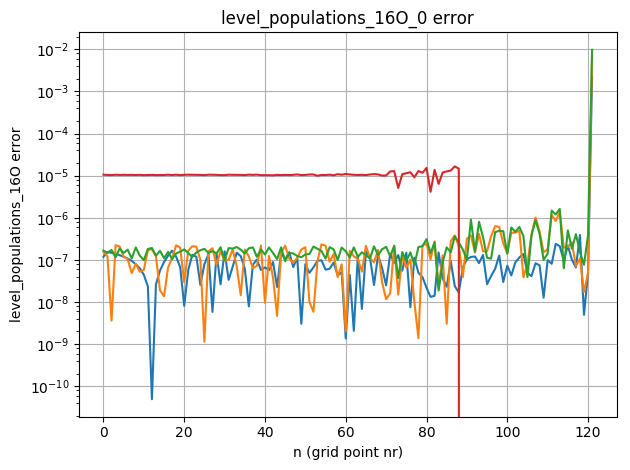 level_populations_16O_0 error
level_populations_16O error
10⁻²
10⁻³
10⁻⁴
10⁻⁵
10⁻⁶
10⁻⁷
10⁻⁸
10⁻⁹
10⁻¹⁰
0 20 40 60 80 100 120
n (grid point nr)